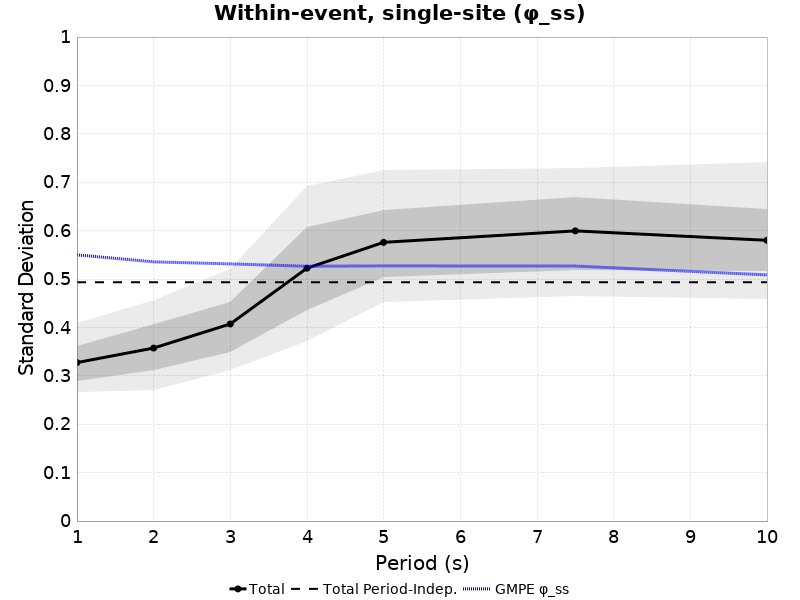 Within-event, single-site (φ_ss)
1
0.9
0.8
0.7
0.6
0.5
0.4
0.3
0.2
0.1
0
Standard Deviation
1 2 3 4 5 6 7 8 9 10
Period (s)
Total Total Period-Indep. GMPE φ_ss